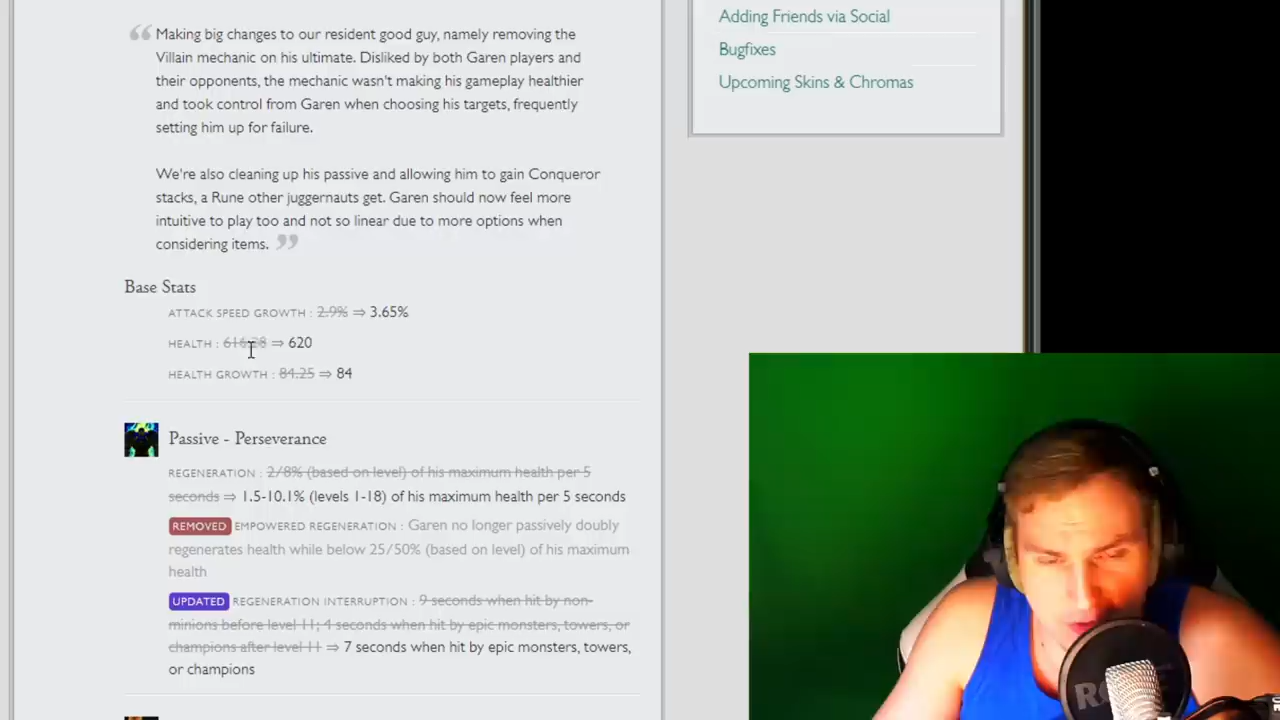 Making big changes to our resident good guy, namely removing the
Villain mechanic on his ultimate. Disliked by both Garen players and
their opponents, the mechanic wasn't making his gameplay healthier
and took control from Garen when choosing his targets, frequently
setting him up for failure.
We're also cleaning up his passive and allowing him to gain Conqueror
stacks, a Rune other juggernauts get. Garen should now feel more
intuitive to play too and not so linear due to more options when
considering items.
Base Stats
ATTACK SPEED GROWTH : 2.9% ⇒ 3.65%
HEALTH : 616.28 ⇒ 620
HEALTH GROWTH : 84.25 ⇒ 84
Passive - Perseverance
REGENERATION : 2/8% (based on level) of his maximum health per 5
seconds ⇒ 1.5-10.1% (levels 1-18) of his maximum health per 5 seconds
REMOVED EMPOWERED REGENERATION : Garen no longer passively doubly
regenerates health while below 25/50% (based on level) of his maximum
health
UPDATED REGENERATION INTERRUPTION : 9 seconds when hit by non-
minions before level 11; 4 seconds when hit by epic monsters, towers, or
champions after level 11 ⇒ 7 seconds when hit by epic monsters, towers,
or champions
Adding Friends via Social
Bugfixes
Upcoming Skins & Chromas